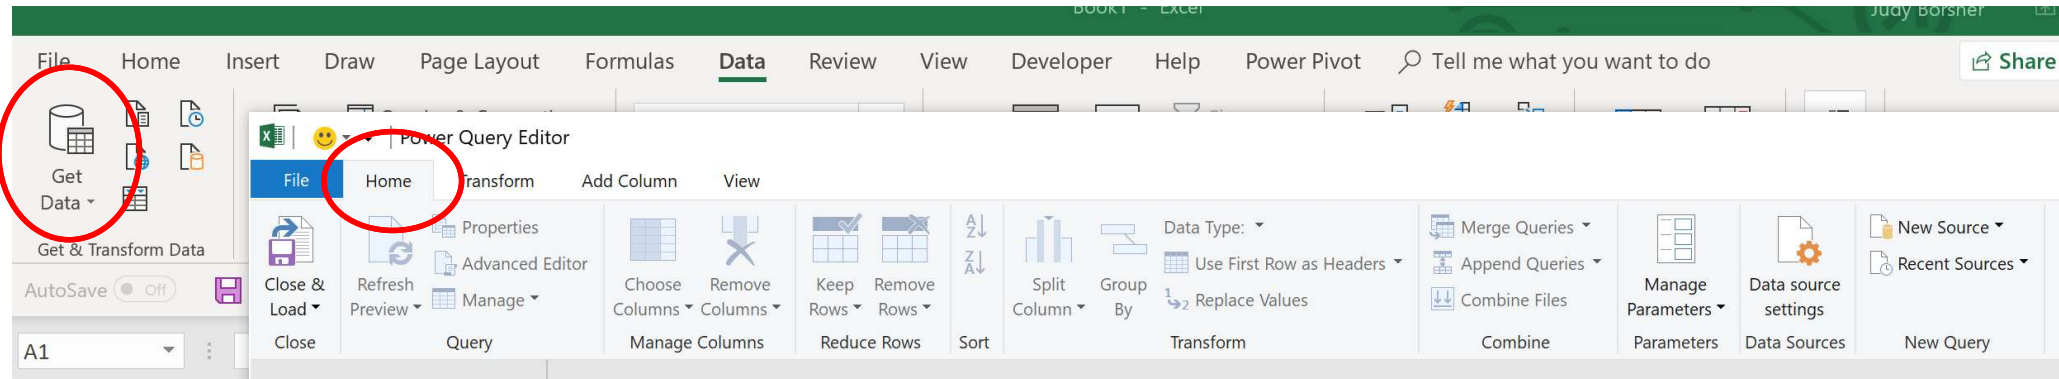 Book1 - Excel
Judy Borsher
File Home Insert Draw Page Layout Formulas Data Review View Developer Help Power Pivot Tell me what you want to do Share
Get
Data
Get & Transform Data
AutoSave Off
A1
Power Query Editor
File Home Transform Add Column View
Close &
Load
Close
Refresh
Preview
Properties
Advanced Editor
Manage
Query
Choose
Columns
Remove
Columns
Manage Columns
Keep
Rows
Remove
Rows
Reduce Rows
Sort
Split
Column
Group
By
Data Type:
Use First Row as Headers
Replace Values
Transform
Merge Queries
Append Queries
Combine Files
Combine
Manage
Parameters
Parameters
Data source
settings
Data Sources
New Source
Recent Sources
New Query